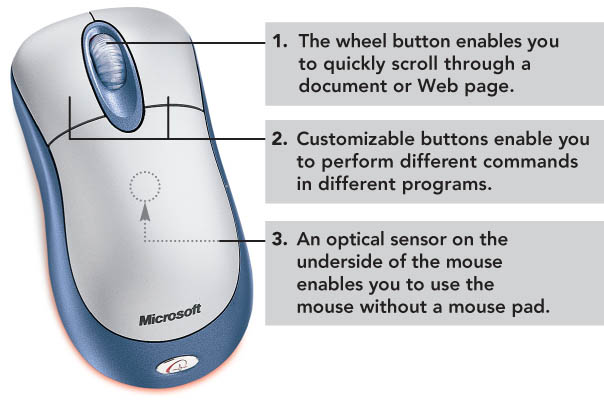 1. The wheel button enables you
to quickly scroll through a
document or Web page.
2. Customizable buttons enable you
to perform different commands
in different programs.
3. An optical sensor on the
underside of the mouse
enables you to use the
mouse without a mouse pad.
Microsoft